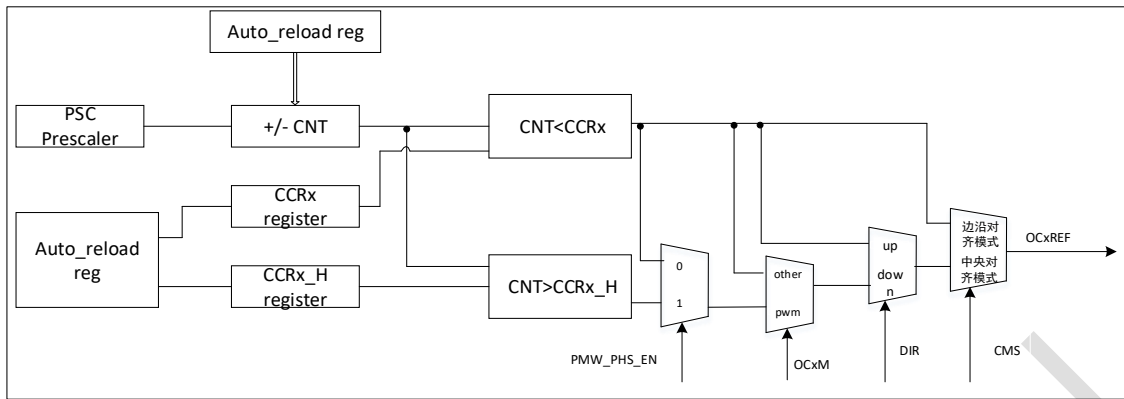 Auto_reload reg
PSC
Prescaler
+/- CNT
CNT<CCRx
CCRx
register
Auto_reload
reg
CCRx_H
register
CNT>CCRx_H
0
1
other
pwm
up
dow
n
边沿对
齐模式
中央对
齐模式
OCxREF
PMW_PHS_EN
OCxM
DIR
CMS